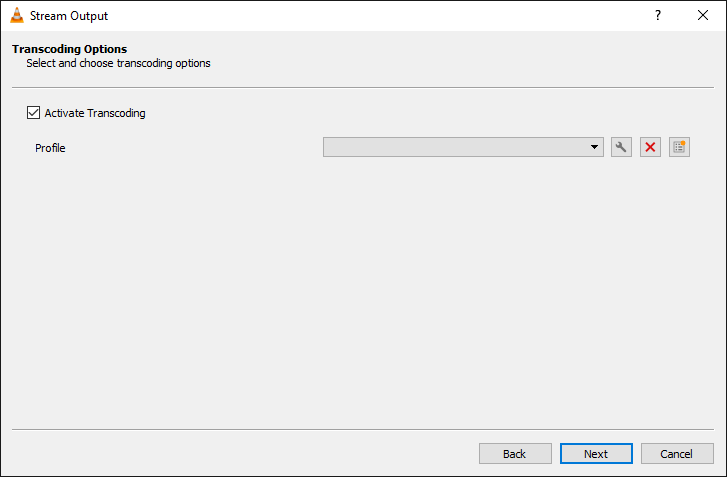 Stream Output
?
Transcoding Options
Select and choose transcoding options
Activate Transcoding
Profile
Back
Next
Cancel